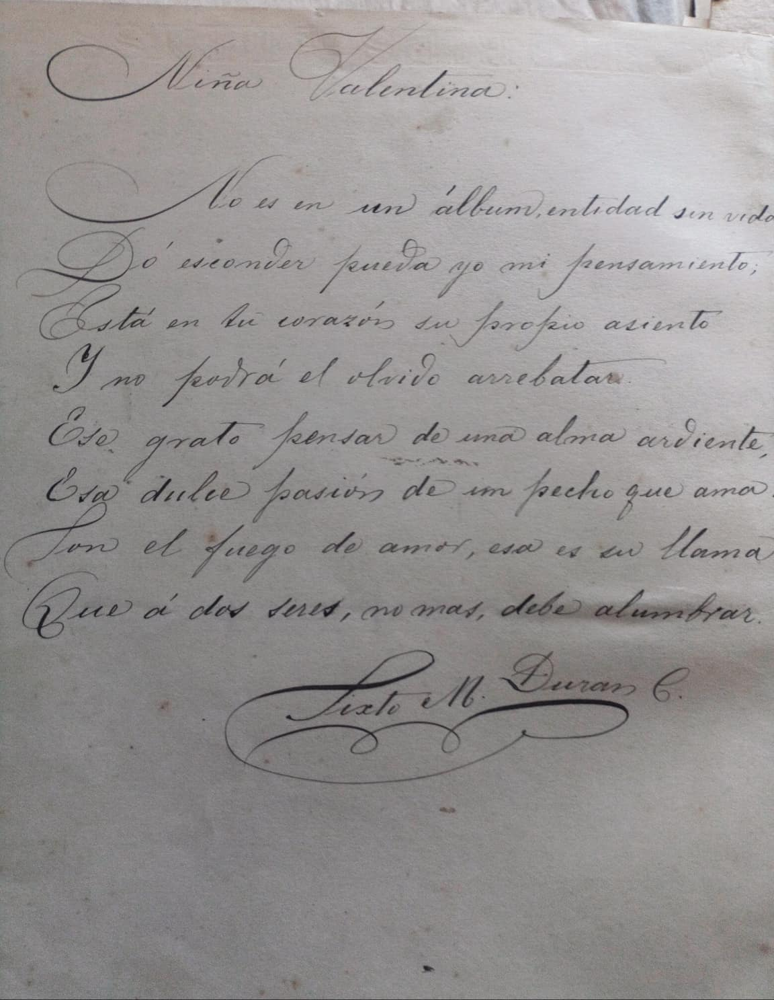 Niña Valentina:
No es en un álbum, entidad sin vida
Dó esconder pueda yo mi pensamiento;
Está en tu corazón su propio asiento
Y no podrá el olvido arrebatar.
Ese grato pensar de una alma ardiente,
Esa dulce pasión de un pecho que ama.
Son el fuego de amor, esa es su llama
Que á dos seres, no mas, debe alumbrar.
Sixto M. Duran C.